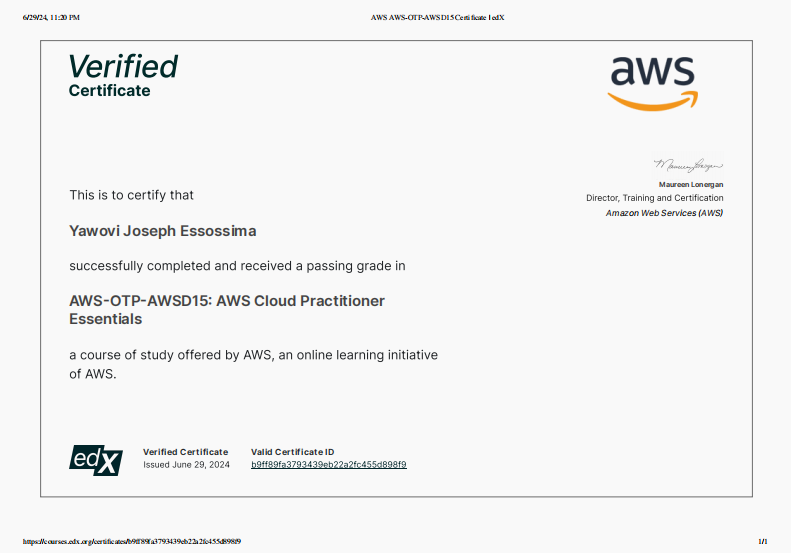 6/29/24, 11:20 PM
AWS AWS-OTP-AWSD15 Certificate | edX
Verified
Certificate
aws
Maureen Lonergan
Director, Training and Certification
Amazon Web Services (AWS)
This is to certify that
Yawovi Joseph Essossima
successfully completed and received a passing grade in
AWS-OTP-AWSD15: AWS Cloud Practitioner
Essentials
a course of study offered by AWS, an online learning initiative
of AWS.
edX
Verified Certificate
Issued June 29, 2024
Valid Certificate ID
b9ff89fa3793439eb22a2fc455d898f9
https://courses.edx.org/certificates/b9ff89fa3793439eb22a2fc455d898f9
1/1